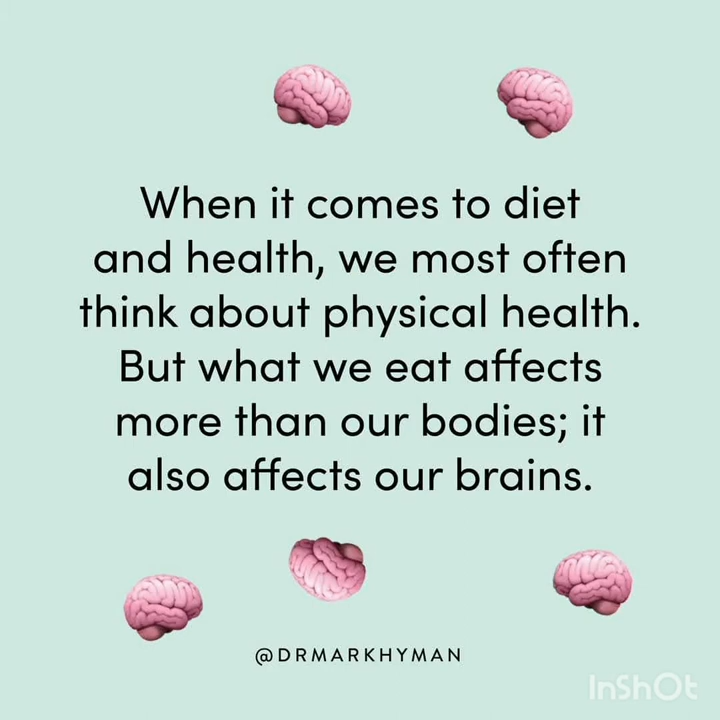 When it comes to diet
and health, we most often
think about physical health.
But what we eat affects
more than our bodies; it
also affects our brains.
@DRMARKHYMAN
InShOt